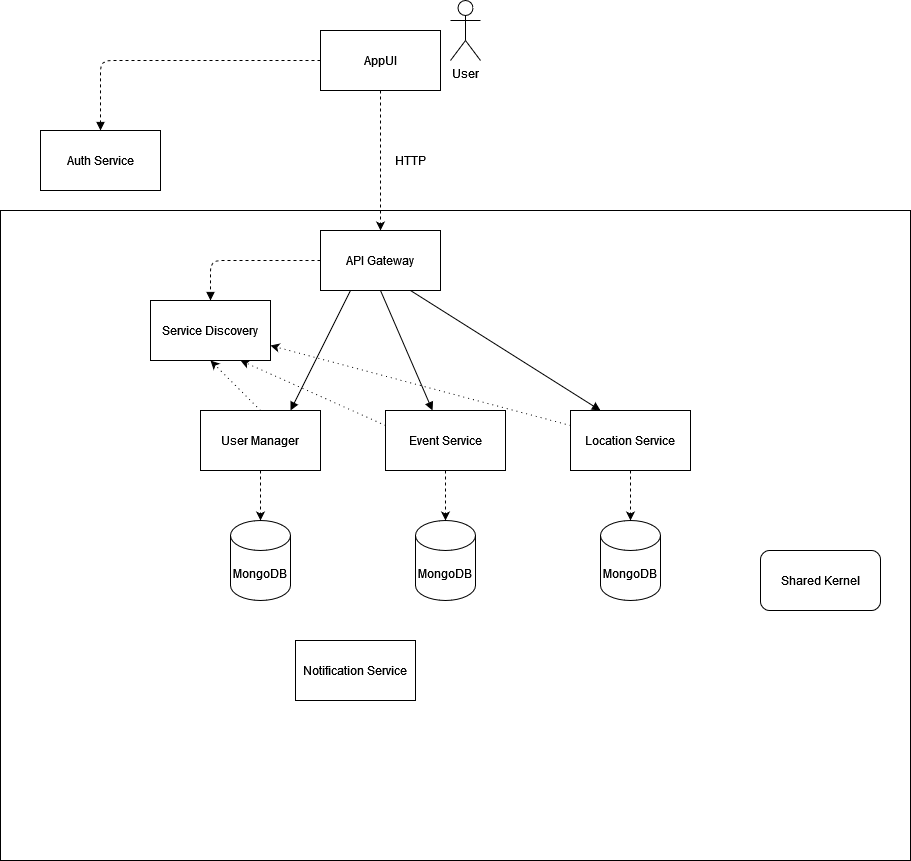 AppUI
User
Auth Service
HTTP
API Gateway
Service Discovery
User Manager
Event Service
Location Service
MongoDB
MongoDB
MongoDB
Shared Kernel
Notification Service